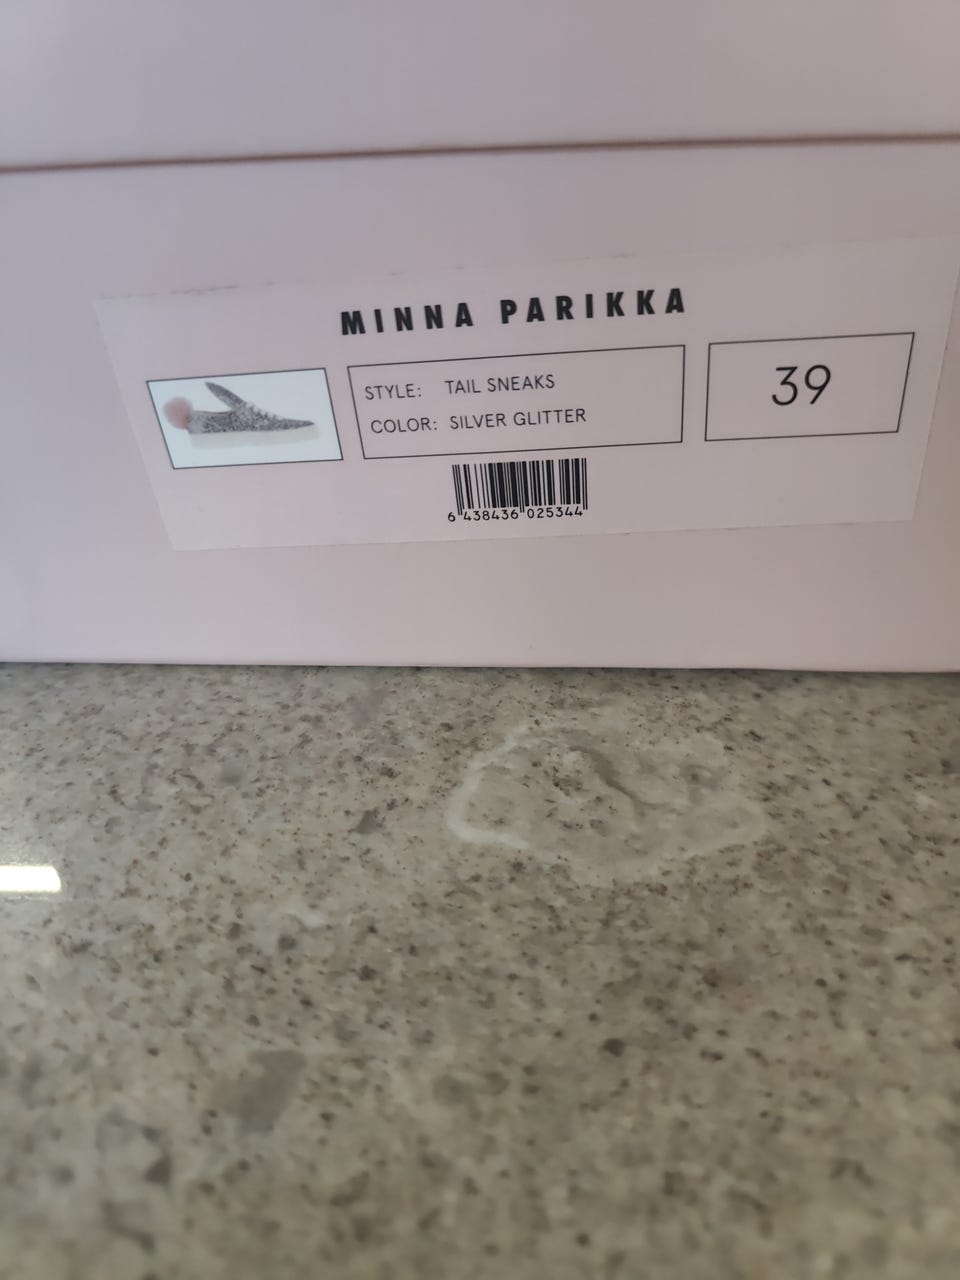 MINNA PARIKKA
STYLE: TAIL SNEAKS
COLOR: SILVER GLITTER
39
6 438436 025344